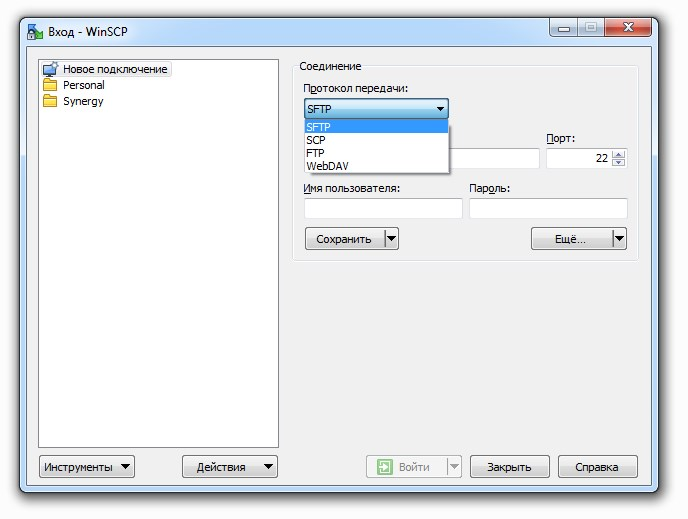 Вход - WinSCP
Новое подключение
Personal
Synergy
Соединение
Протокол передачи:
SFTP
SFTP
SCP
FTP
WebDAV
Порт:
22
Имя пользователя:
Пароль:
Сохранить
Ещё...
Инструменты
Действия
Войти
Закрыть
Справка